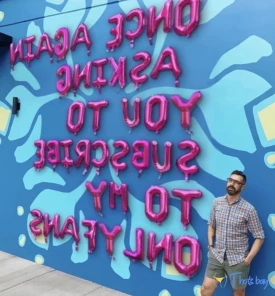 ONCE AGAIN
ASKING
YOU TO
SUBSCRIBE
TO MY
ONLYFANS